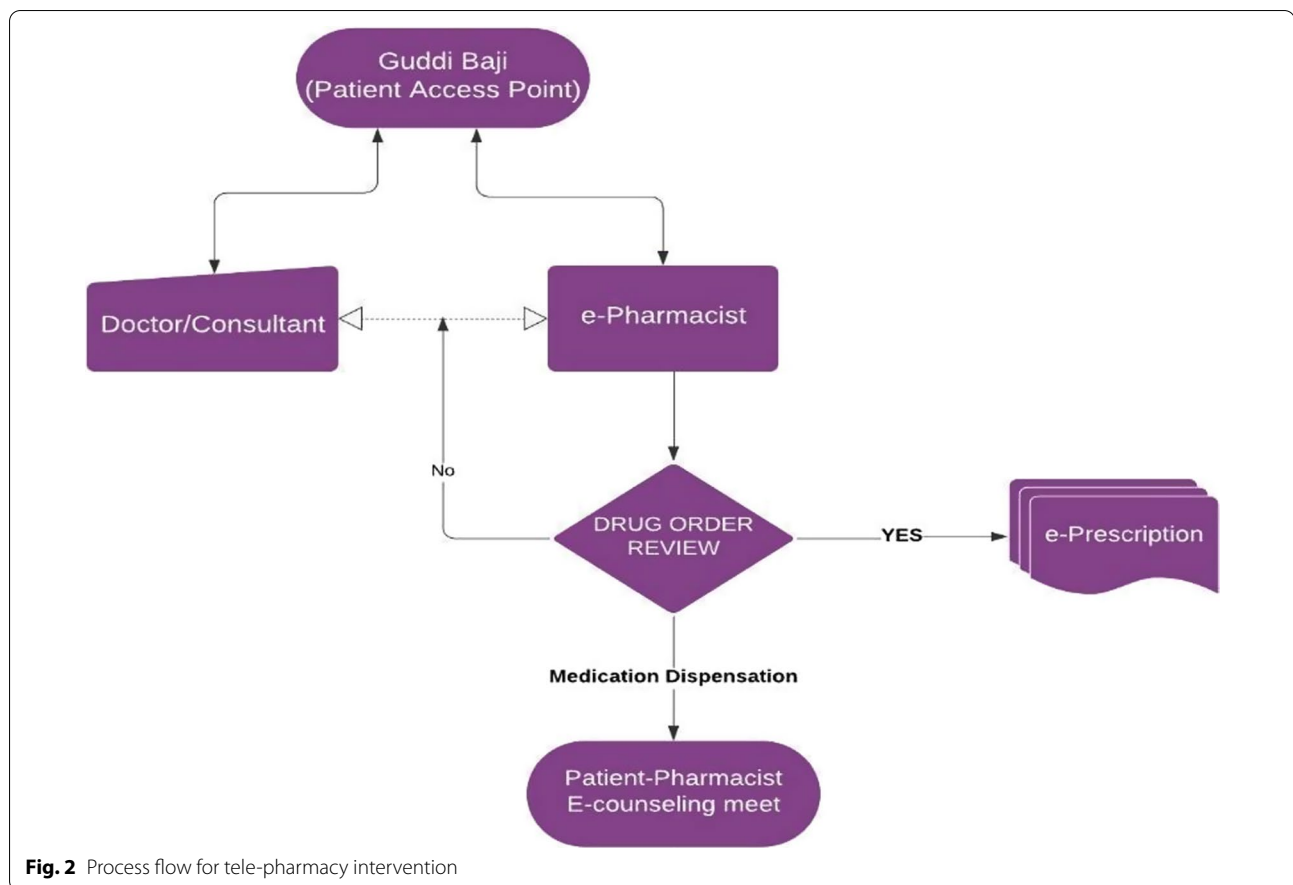 Guddi Baji
(Patient Access Point)
Doctor/Consultant
e-Pharmacist
No
DRUG ORDER
REVIEW
YES
e-Prescription
Medication Dispensation
Patient-Pharmacist
E-counseling meet
Fig. 2 Process flow for tele-pharmacy intervention